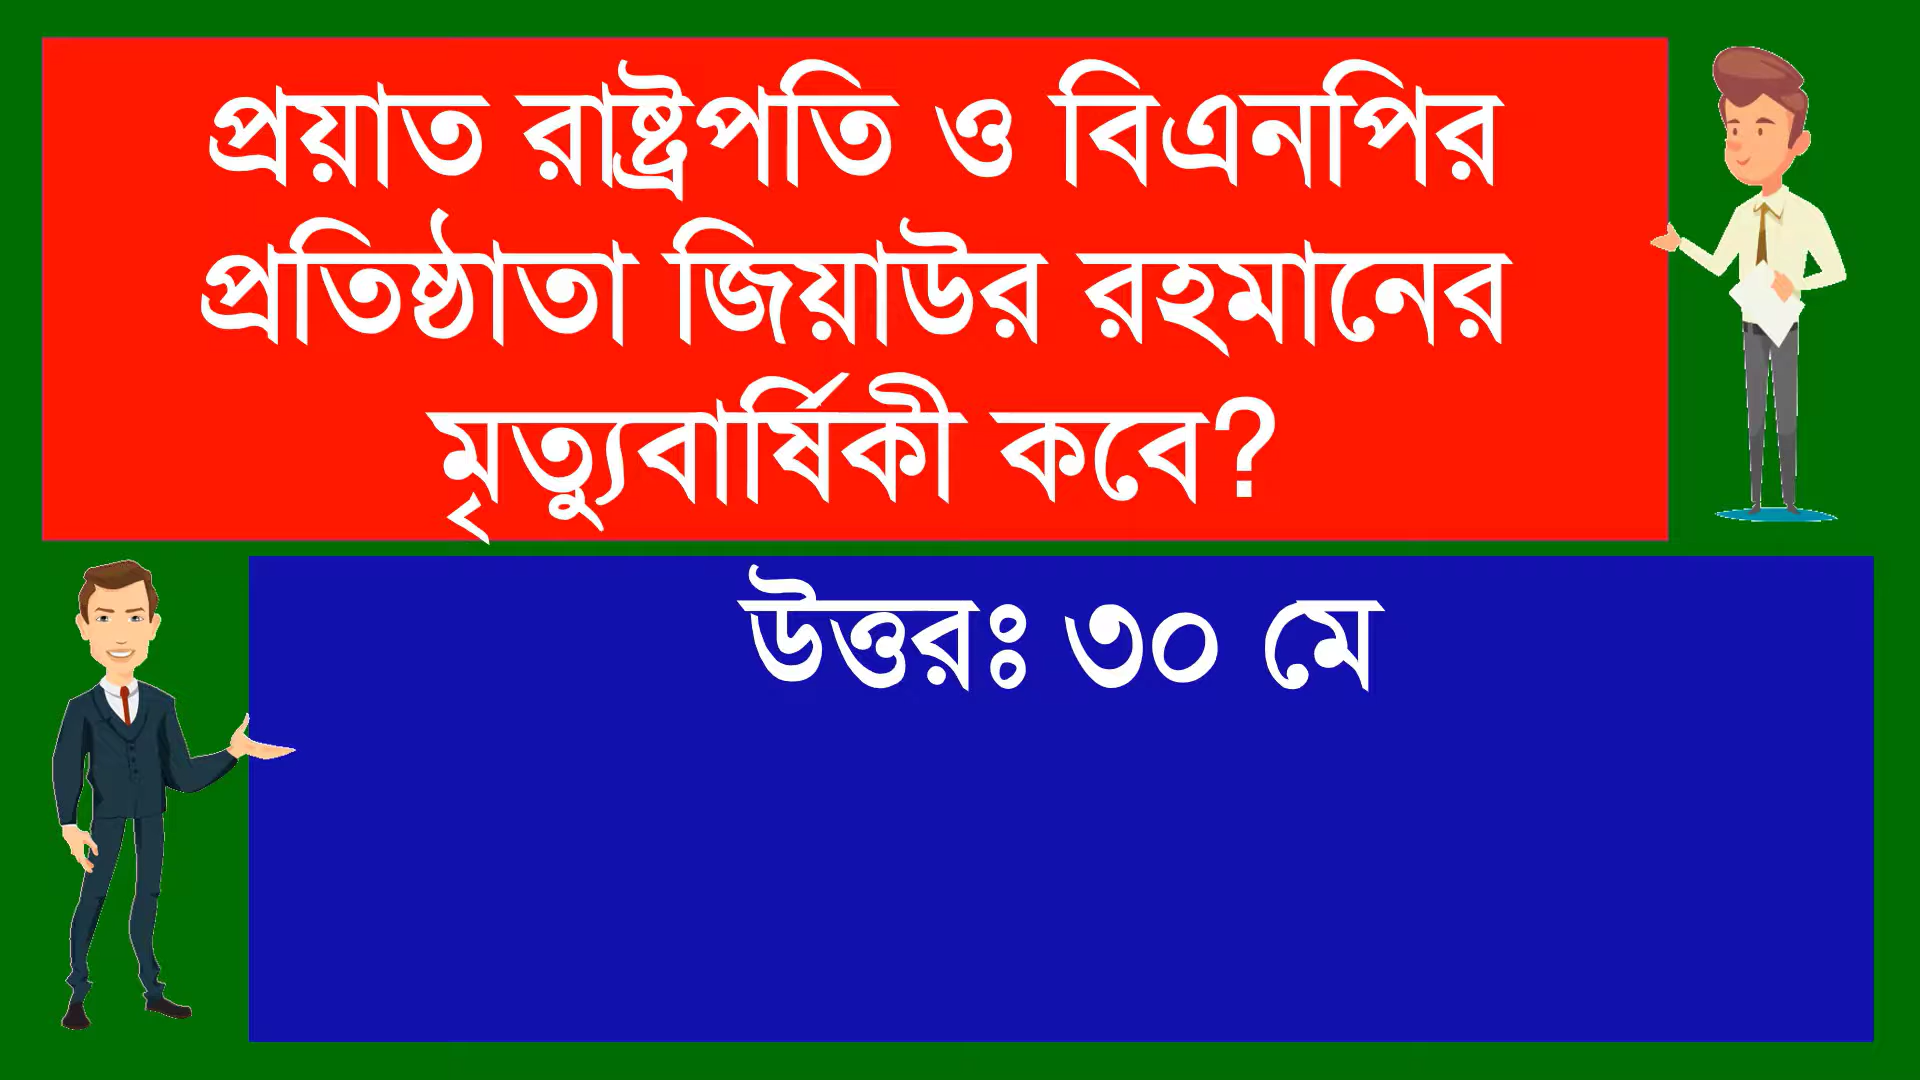 প্রয়াত রাষ্ট্রপতি ও বিএনপির
প্রতিষ্ঠাতা জিয়াউর রহমানের
মৃত্যুবার্ষিকী কবে?
উত্তরঃ ৩০ মে